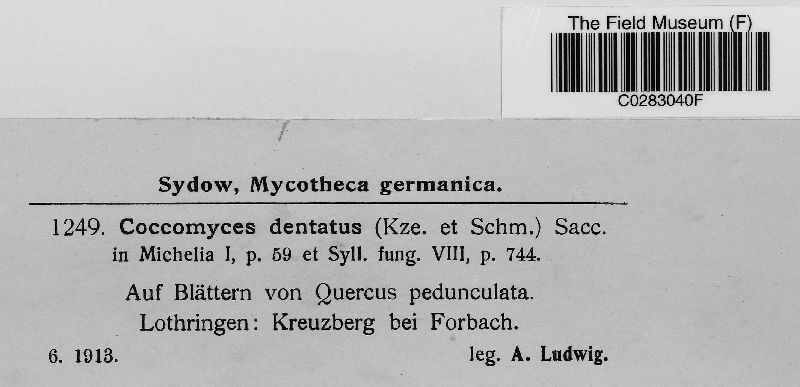 The Field Museum (F)
C0283040F
Sydow, Mycotheca germanica.
1249. Coccomyces dentatus (Kze. et Schm.) Sacc.
in Michelia I, p. 59 et Syll. fung. VIII, p. 744.
Auf Blättern von Quercus pedunculata.
Lothringen: Kreuzberg bei Forbach.
6. 1913. leg. A. Ludwig.